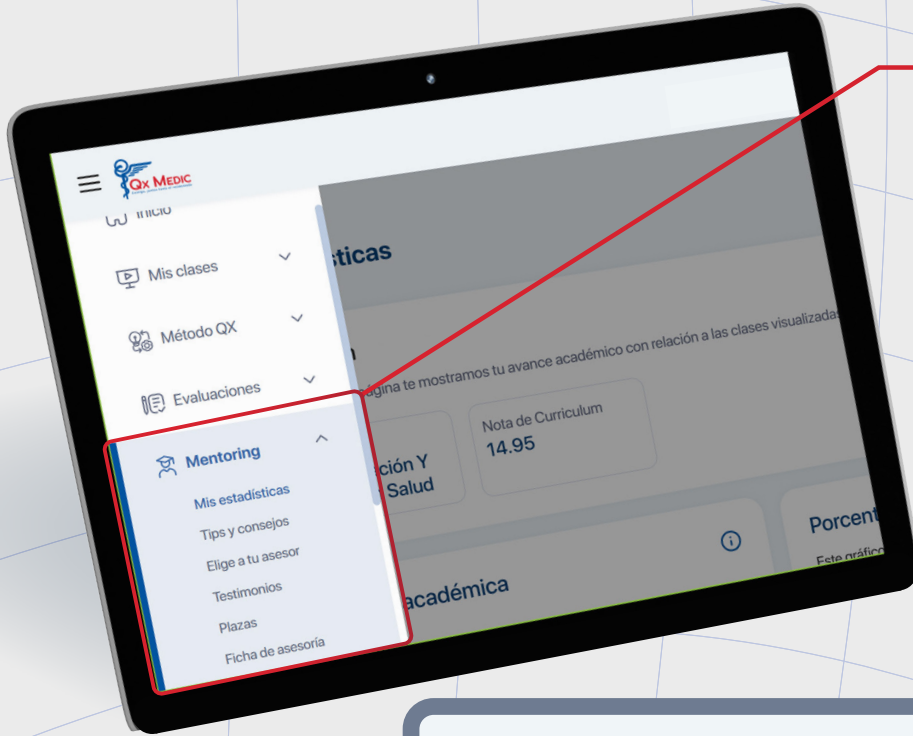 QX MEDIC
Inicio
Mis clases
Método QX
Evaluaciones
Mentoring
Mis estadísticas
Tips y consejos
Elige a tu asesor
Testimonios
Plazas
Ficha de asesoría
sticas
página te mostramos tu avance académico con relación a las clases visualizadas
ción Y
Salud
Nota de Curriculum
14.95
académica
Porcent
Este gráfico